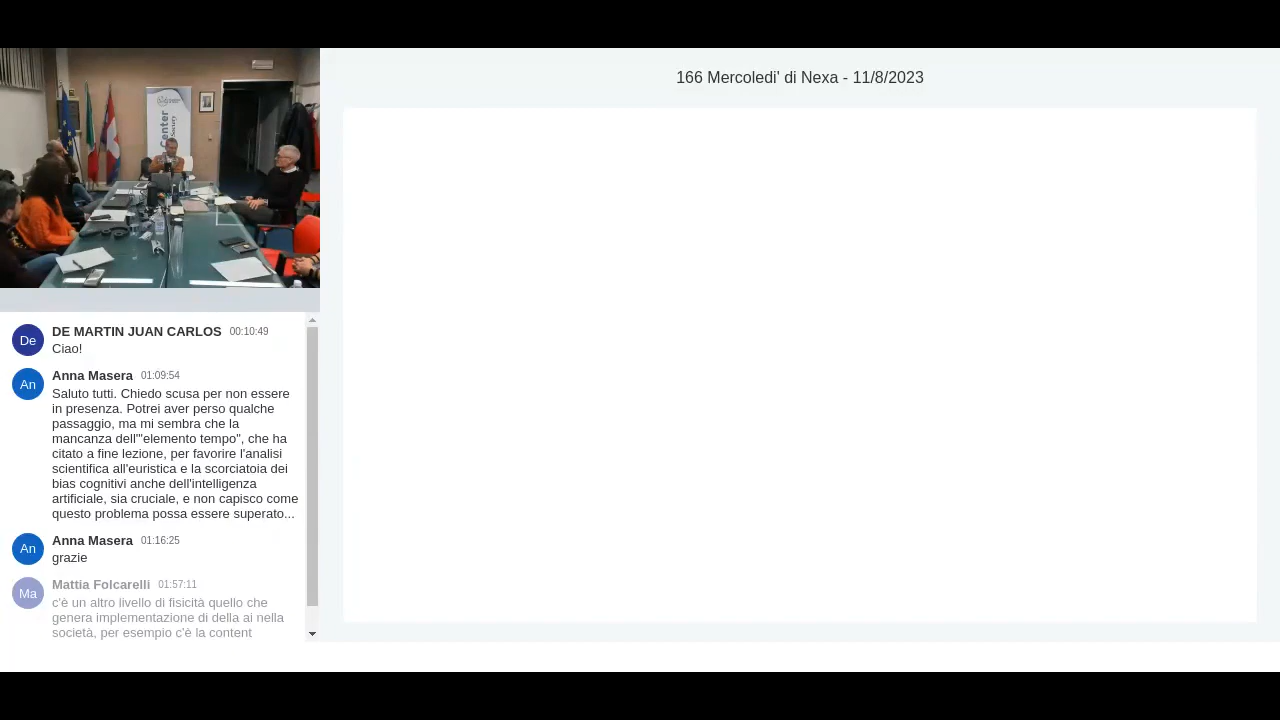 166 Mercoledi' di Nexa - 11/8/2023
Center
Society
De
DE MARTIN JUAN CARLOS 00:10:49
Ciao!
An
Anna Masera 01:09:54
Saluto tutti. Chiedo scusa per non essere
in presenza. Potrei aver perso qualche
passaggio, ma mi sembra che la
mancanza dell'"elemento tempo", che ha
citato a fine lezione, per favorire l'analisi
scientifica all'euristica e la scorciatoia dei
bias cognitivi anche dell'intelligenza
artificiale, sia cruciale, e non capisco come
questo problema possa essere superato...
An
Anna Masera 01:16:25
grazie
Ma
Mattia Folcarelli 01:57:11
c'è un altro livello di fisicità quello che
genera implementazione di della ai nella
società, per esempio c'è la content